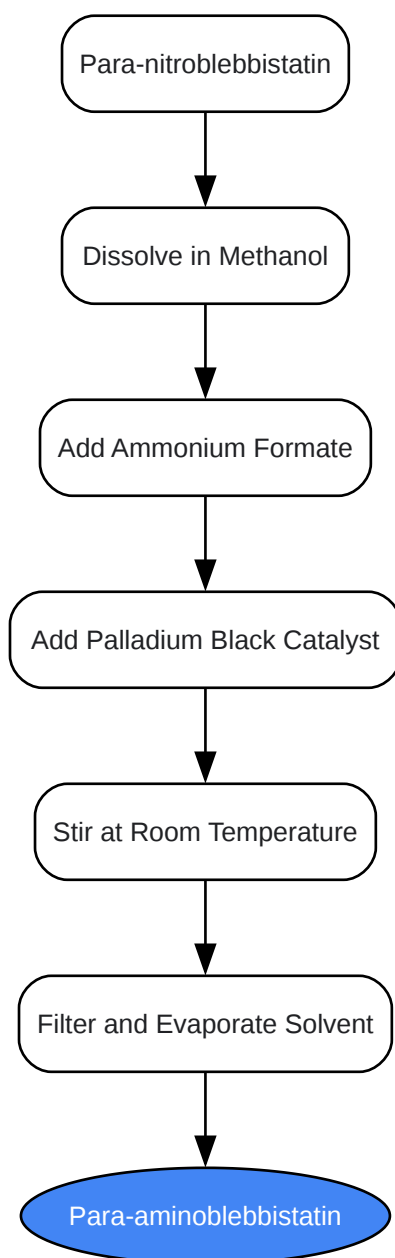 Para-nitroblebbistatin
Dissolve in Methanol
Add Ammonium Formate
Add Palladium Black Catalyst
Stir at Room Temperature
Filter and Evaporate Solvent
Para-aminoblebbistatin